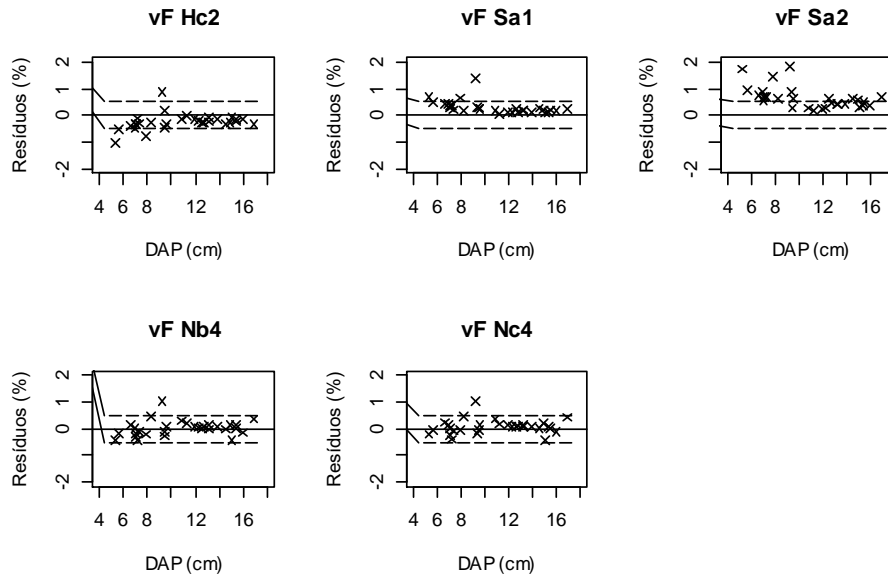 vF Hc2
vF Sa1
vF Sa2
Resíduos (%)
2
1
0
-2
4 6 8 12 16
DAP (cm)
Resíduos (%)
2
1
0
-2
4 6 8 12 16
DAP (cm)
Resíduos (%)
2
1
0
-2
4 6 8 12 16
DAP (cm)
vF Nb4
vF Nc4
Resíduos (%)
2
1
0
-2
4 6 8 12 16
DAP (cm)
Resíduos (%)
2
1
0
-2
4 6 8 12 16
DAP (cm)